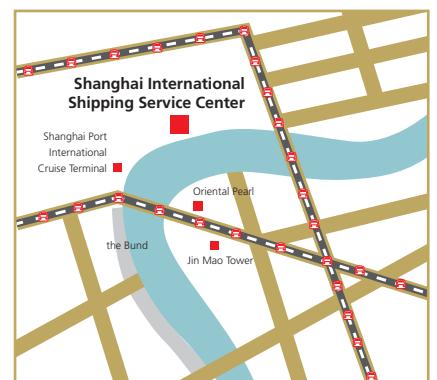 Shanghai International
Shipping Service Center
Shanghai Port
International
Cruise Terminal
Oriental Pearl
the Bund
Jin Mao Tower